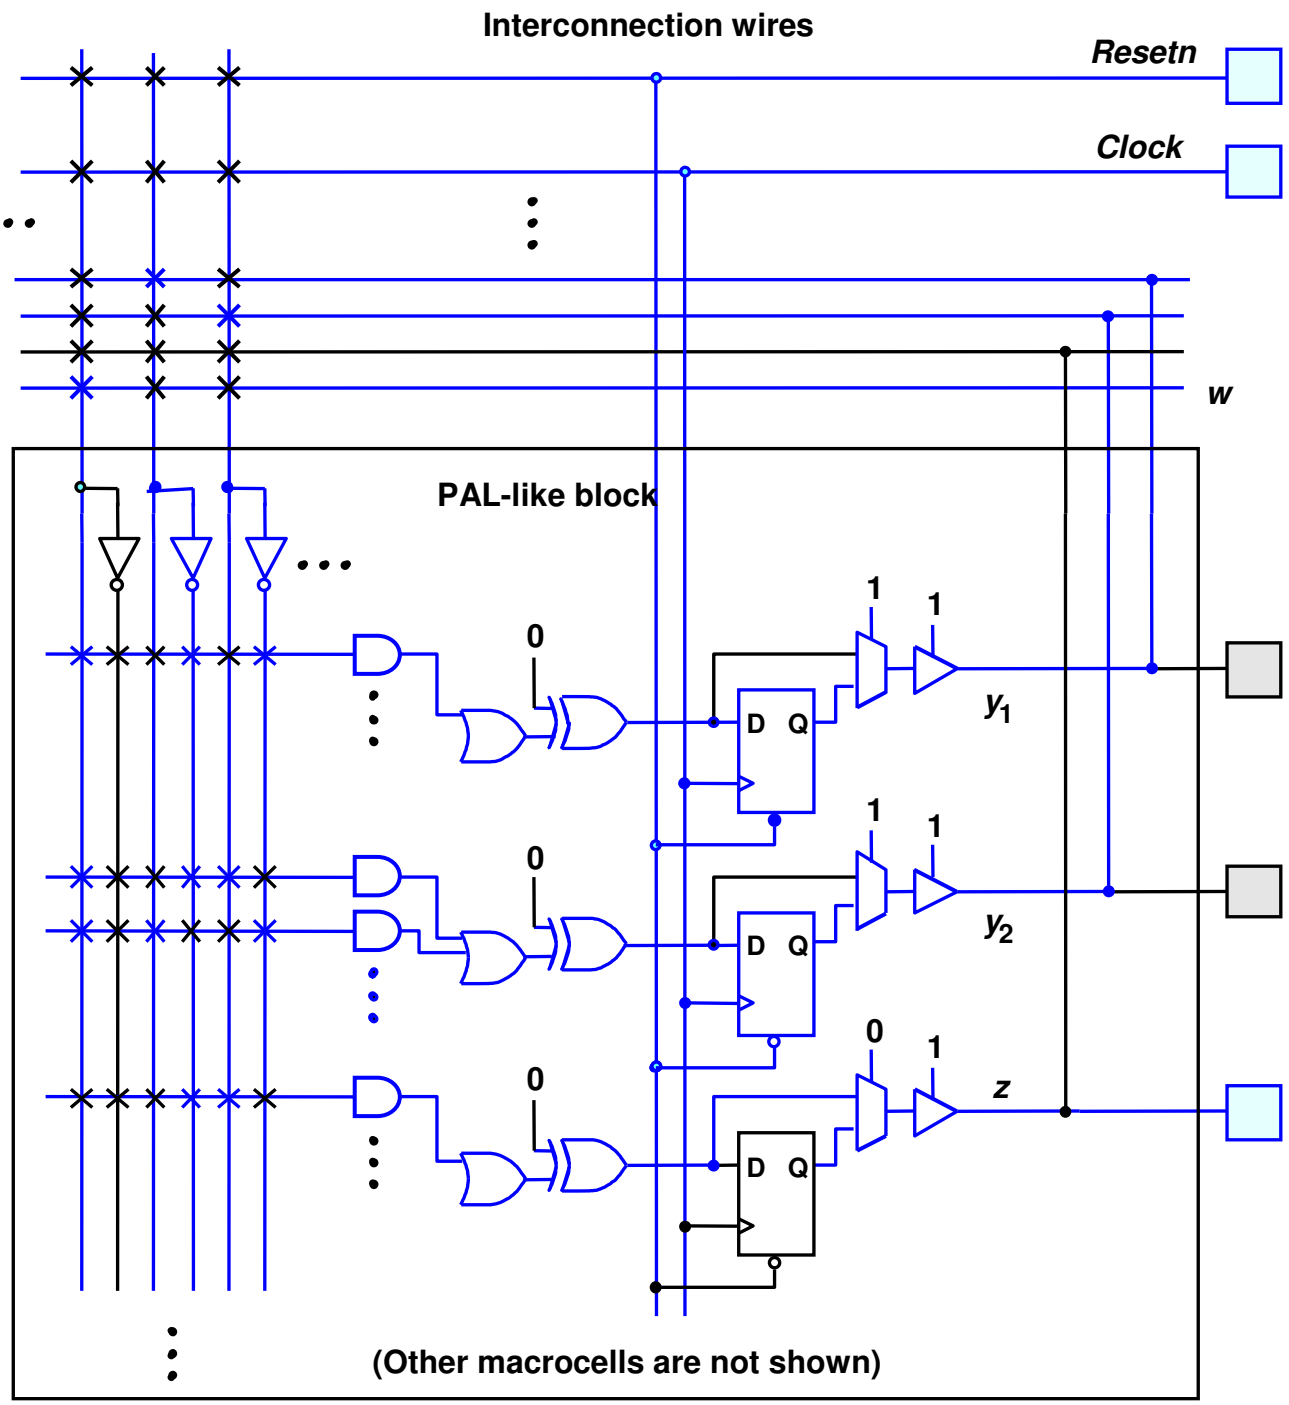 Interconnection wires
Resetn
Clock
w
PAL-like block
1
1
0
D Q
y1
1
1
0
D Q
y2
0
1
0
z
D Q
(Other macrocells are not shown)